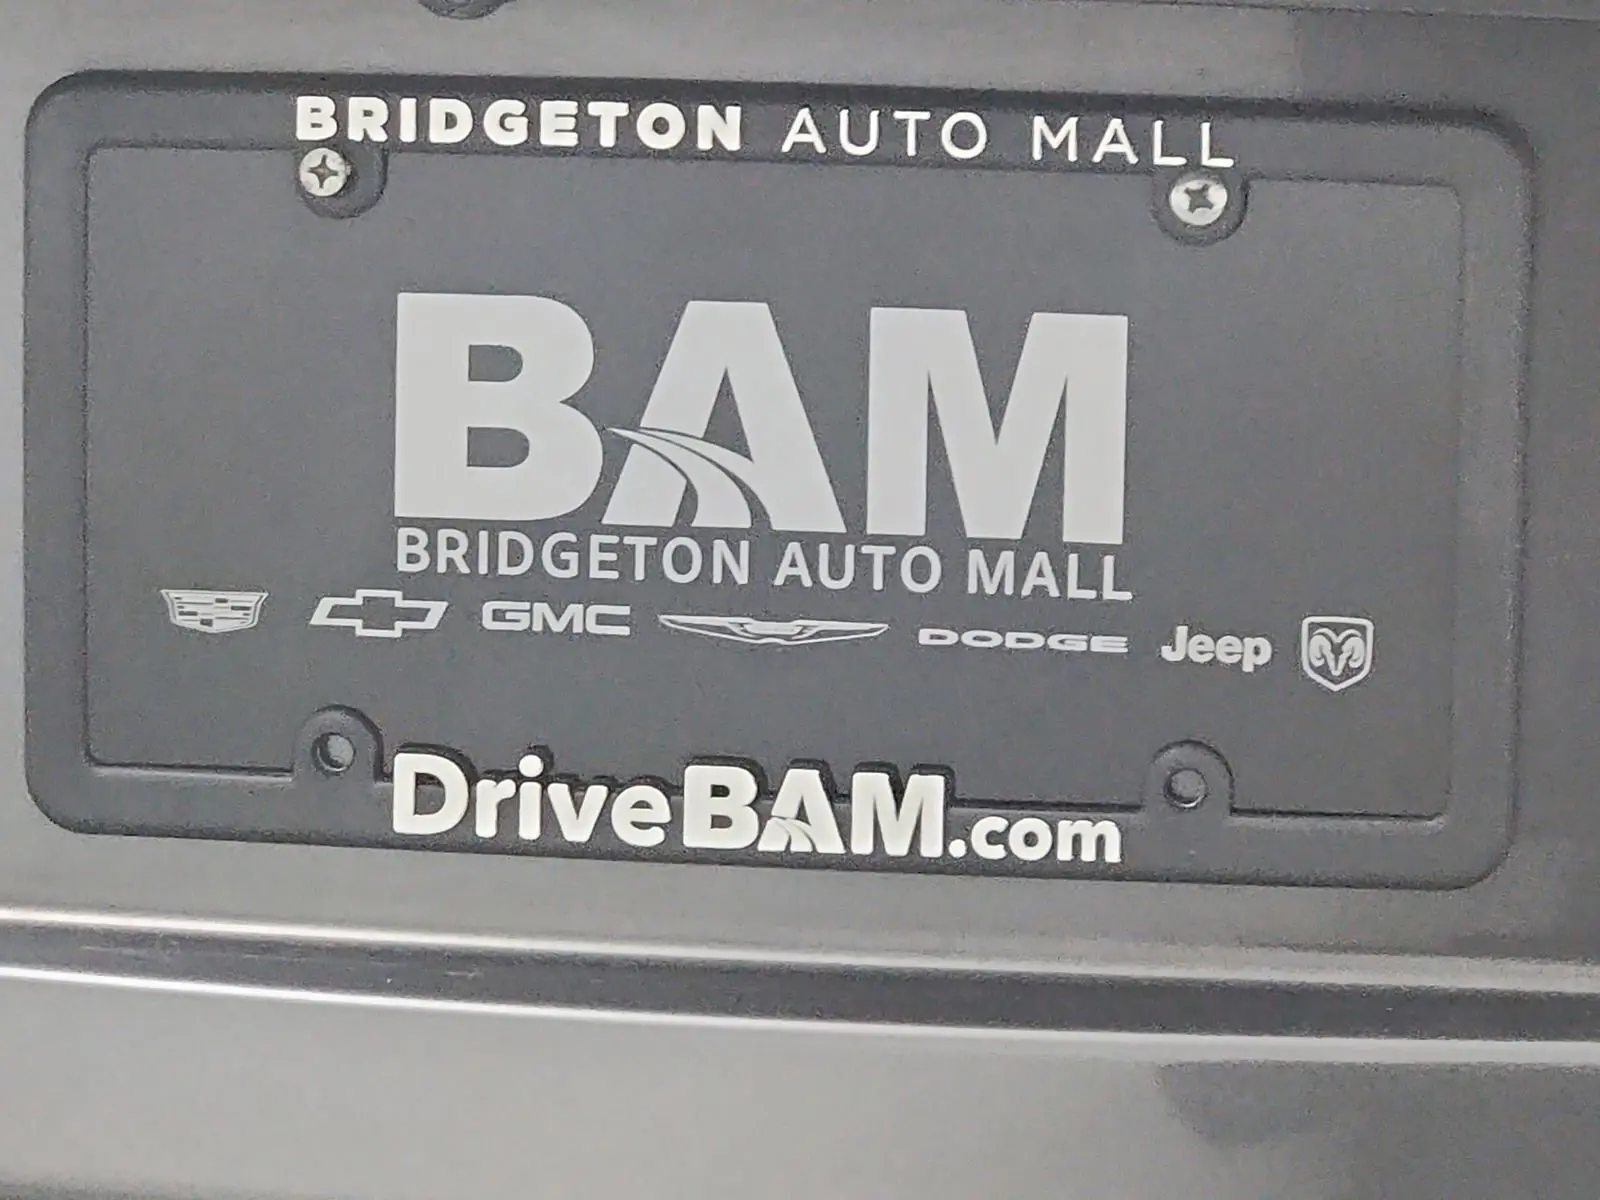 BRIDGETON AUTO MALL
BAM
BRIDGETON AUTO MALL
GMC DODGE Jeep
DriveBAM.com